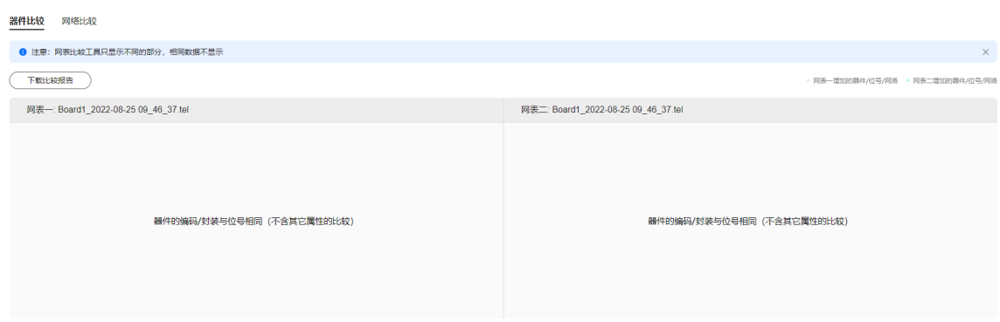 器件比较 网络比较
注意：网表比较工具只显示不同的部分，相同数据不显示
下载比较报告
网表一增加的器件/位号/网络 网表二增加的器件/位号/网络
网表一: Board1_2022-08-25 09_46_37.tel 网表二: Board1_2022-08-25 09_46_37.tel
器件的编码/封装与位号相同（不含其它属性的比较） 器件的编码/封装与位号相同（不含其它属性的比较）